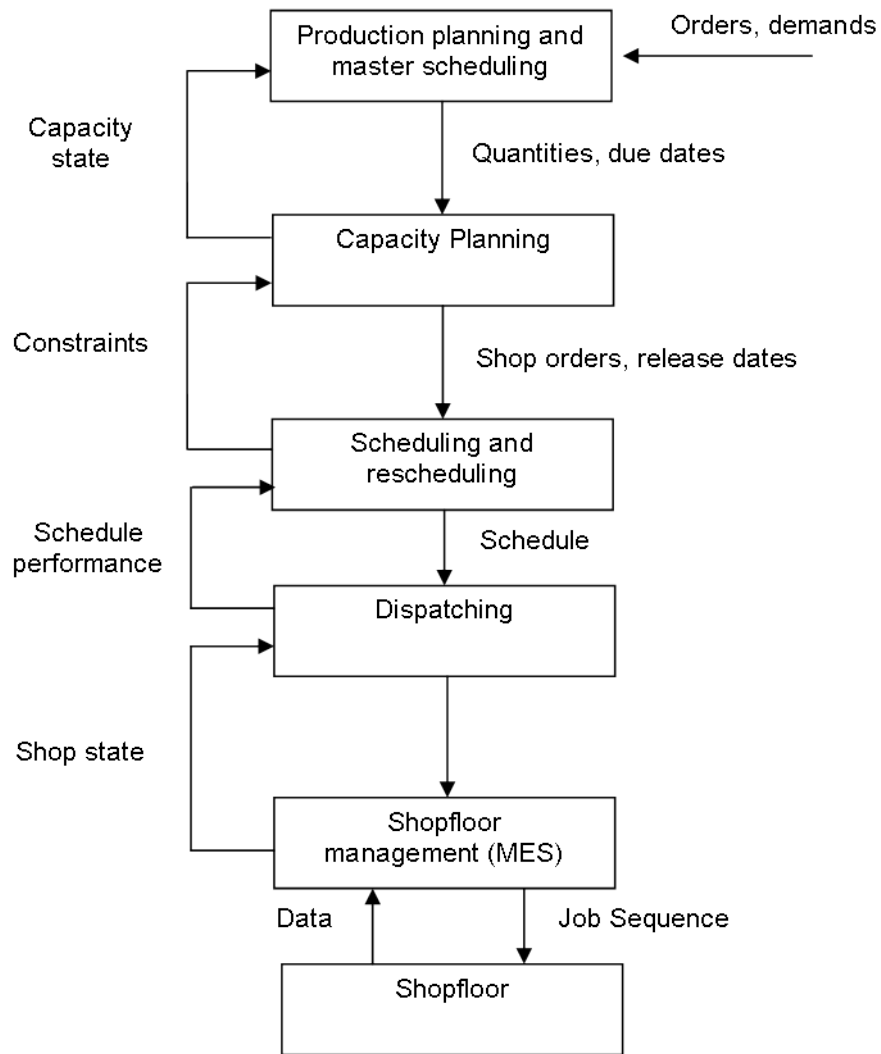 Production planning and
master scheduling
Orders, demands
Capacity
state
Quantities, due dates
Capacity Planning
Constraints
Shop orders, release dates
Scheduling and
rescheduling
Schedule
performance
Schedule
Dispatching
Shop state
Shopfloor
management (MES)
Data
Job Sequence
Shopfloor